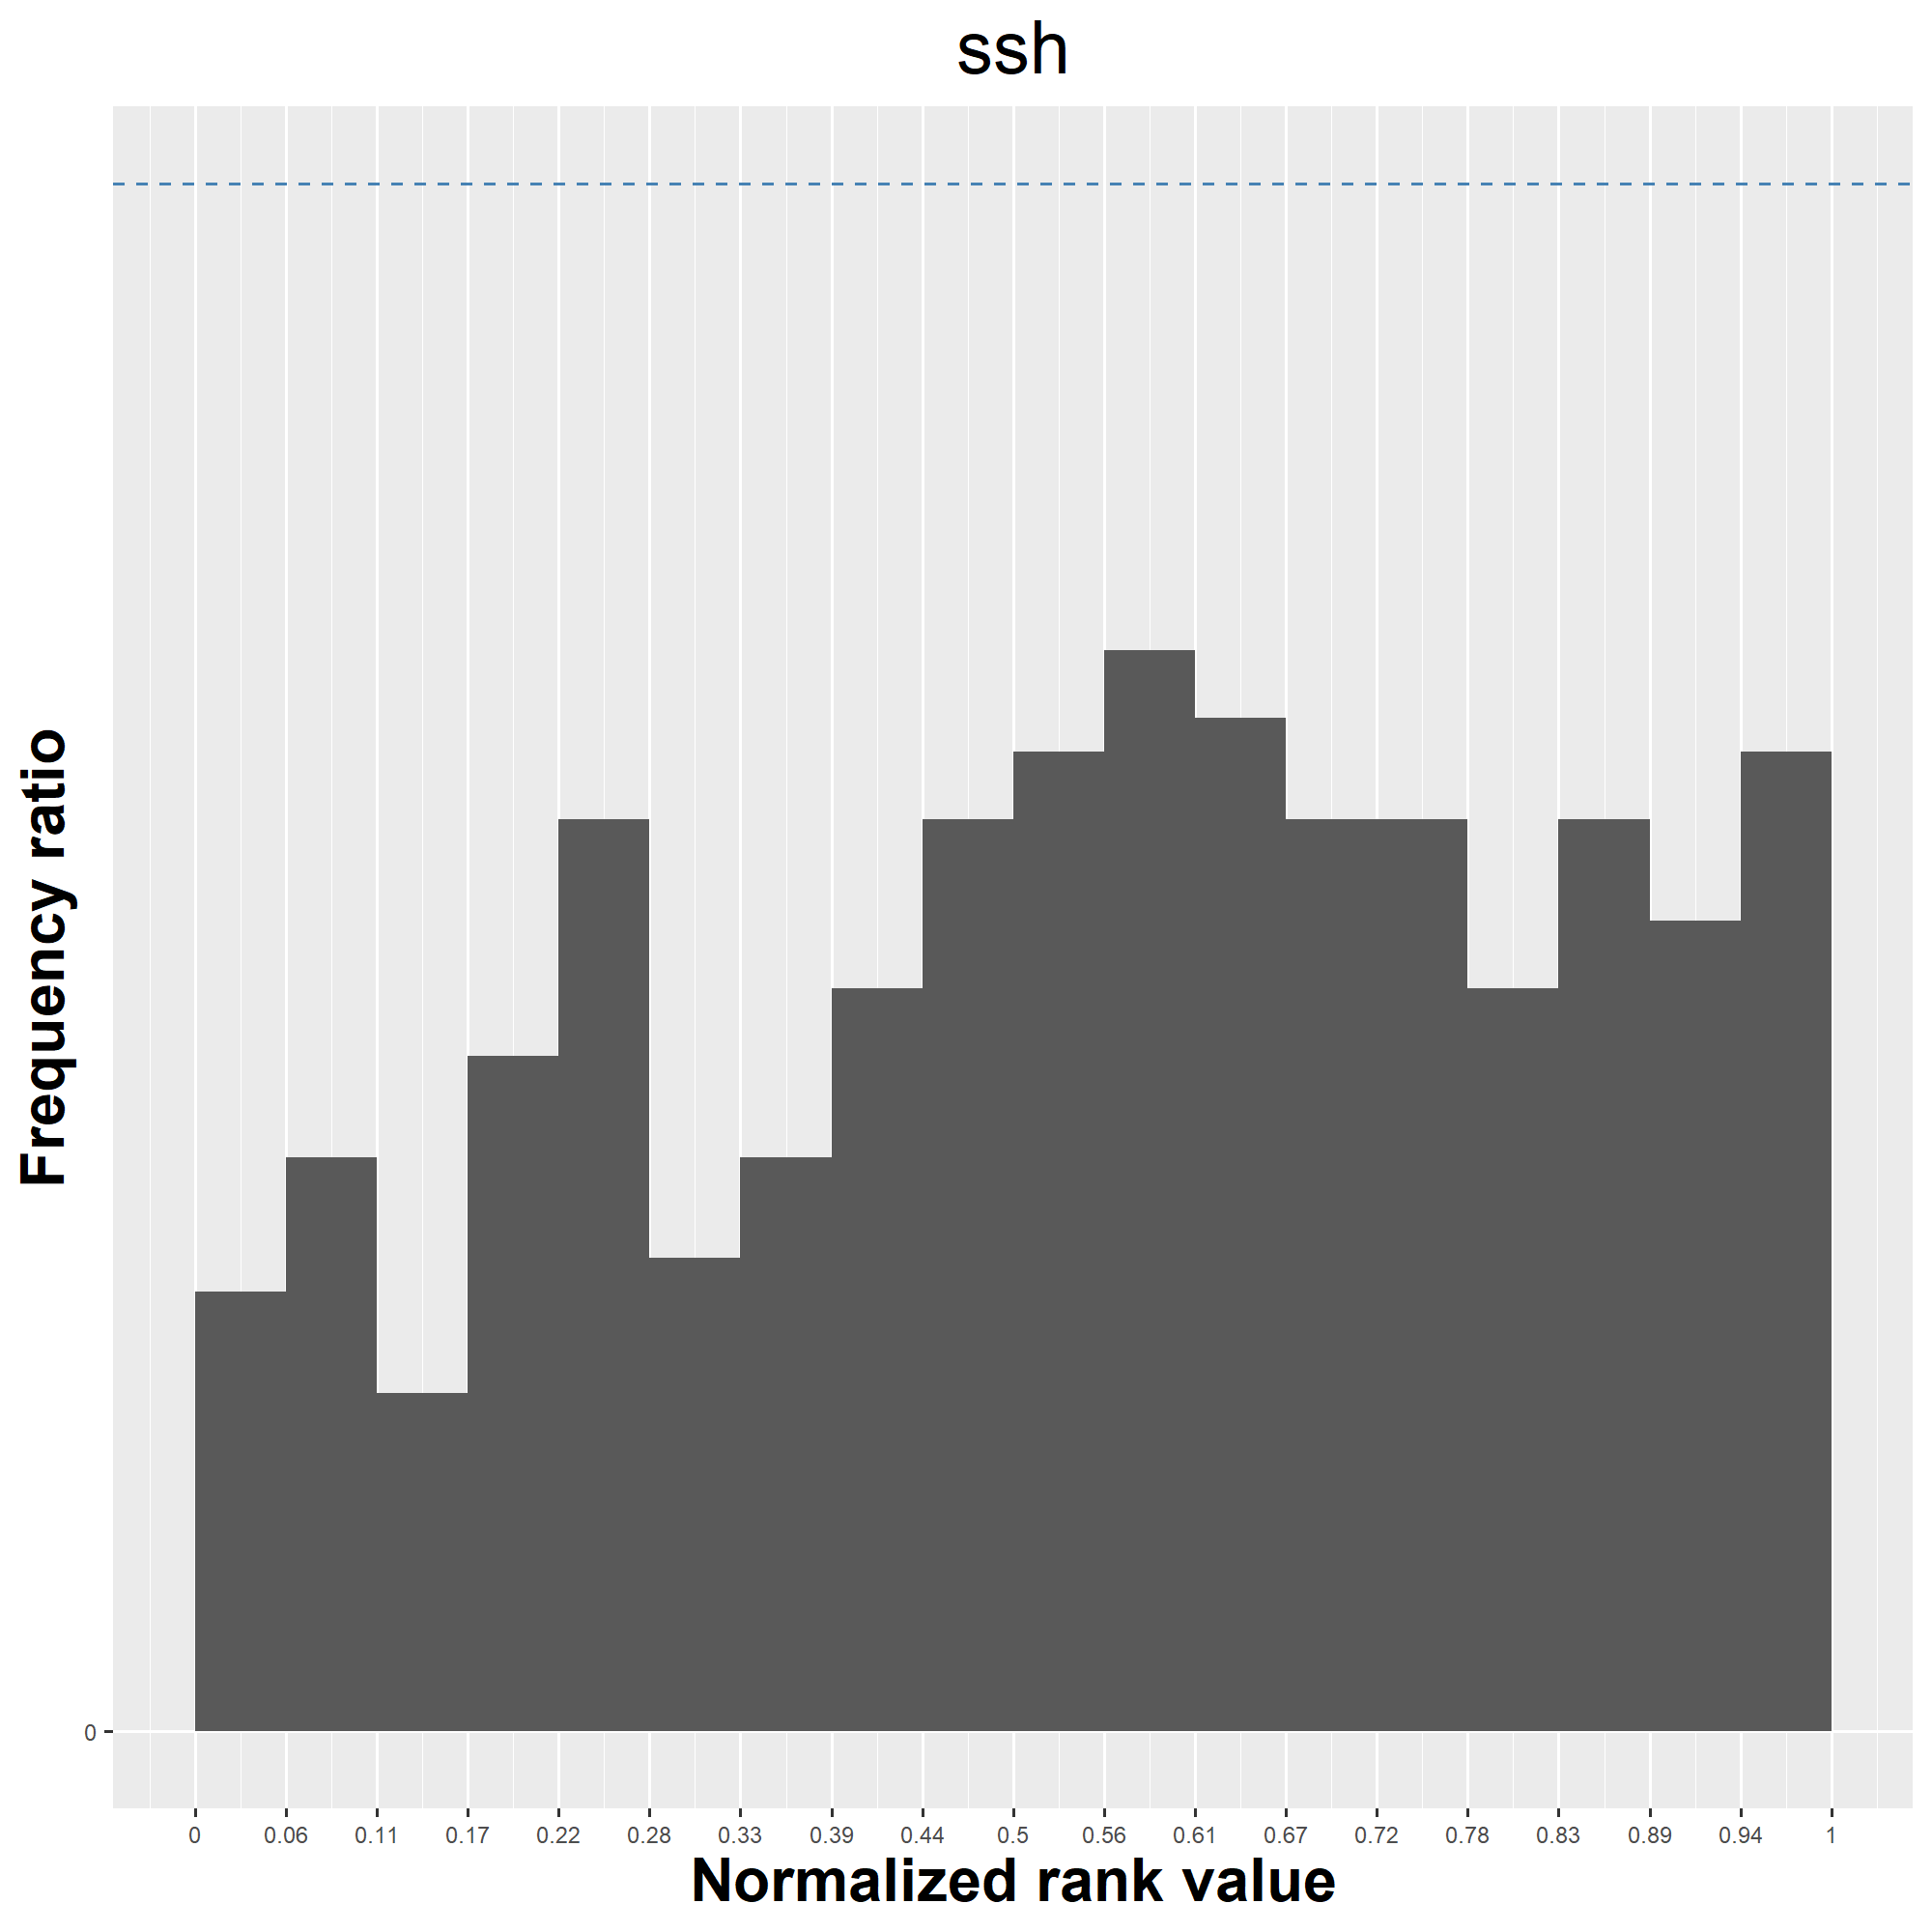 ssh
Frequency ratio
0
0 0.06 0.11 0.17 0.22 0.28 0.33 0.39 0.44 0.5 0.56 0.61 0.67 0.72 0.78 0.83 0.89 0.94 1
Normalized rank value